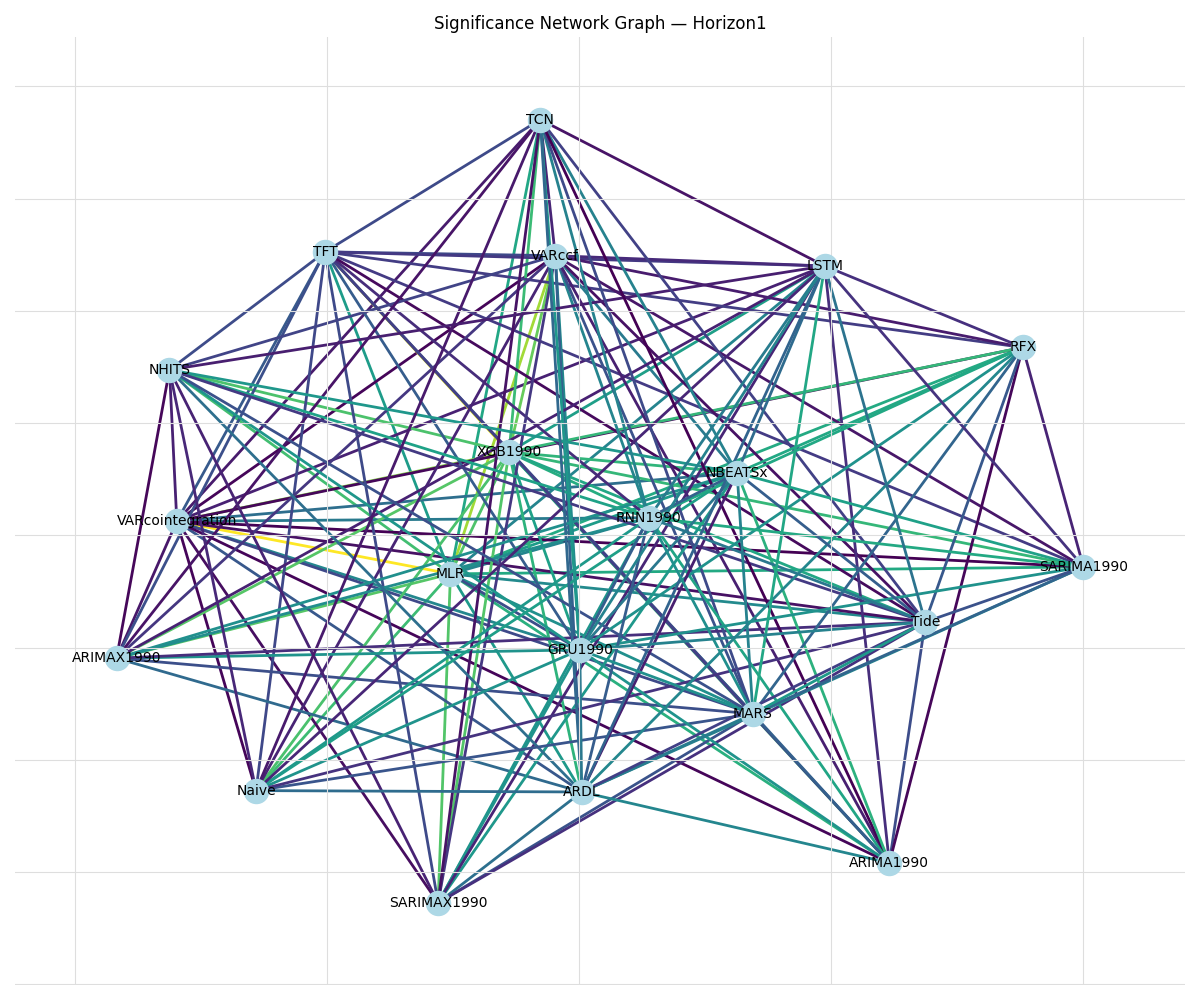 Significance Network Graph — Horizon1
TCN
TFT
VARccf
LSTM
RFX
NHITS
XGB1990
NBEATSx
RNN1990
VARcointegration
MLR
SARIMA1990
Tide
GRU1990
ARIMAX1990
MARS
Naive
ARDL
ARIMA1990
SARIMAX1990